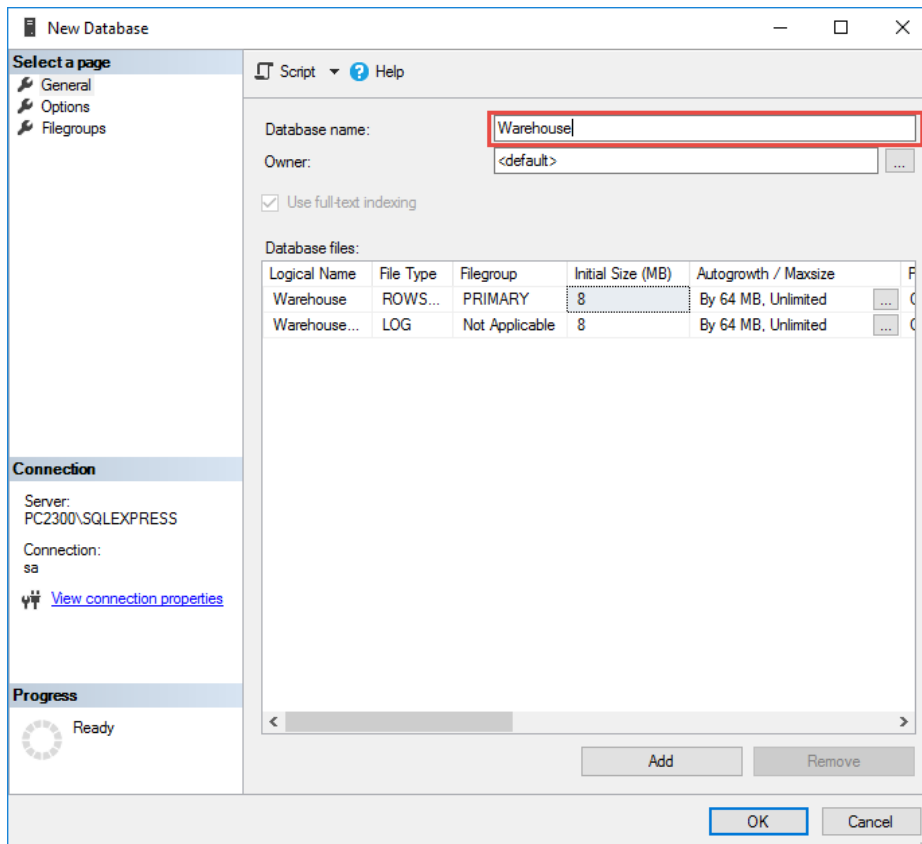 New Database
Select a page
General
Options
Filegroups
Script Help
Database name: Warehouse
Owner: <default> ...
Use full-text indexing
Database files:
Logical Name File Type Filegroup Initial Size (MB) Autogrowth / Maxsize
Warehouse ROWS... PRIMARY 8 By 64 MB, Unlimited ...
Warehouse... LOG Not Applicable 8 By 64 MB, Unlimited ...
Connection
Server:
PC2300\SQLEXPRESS
Connection:
sa
View connection properties
Progress
Ready
Add Remove
OK Cancel